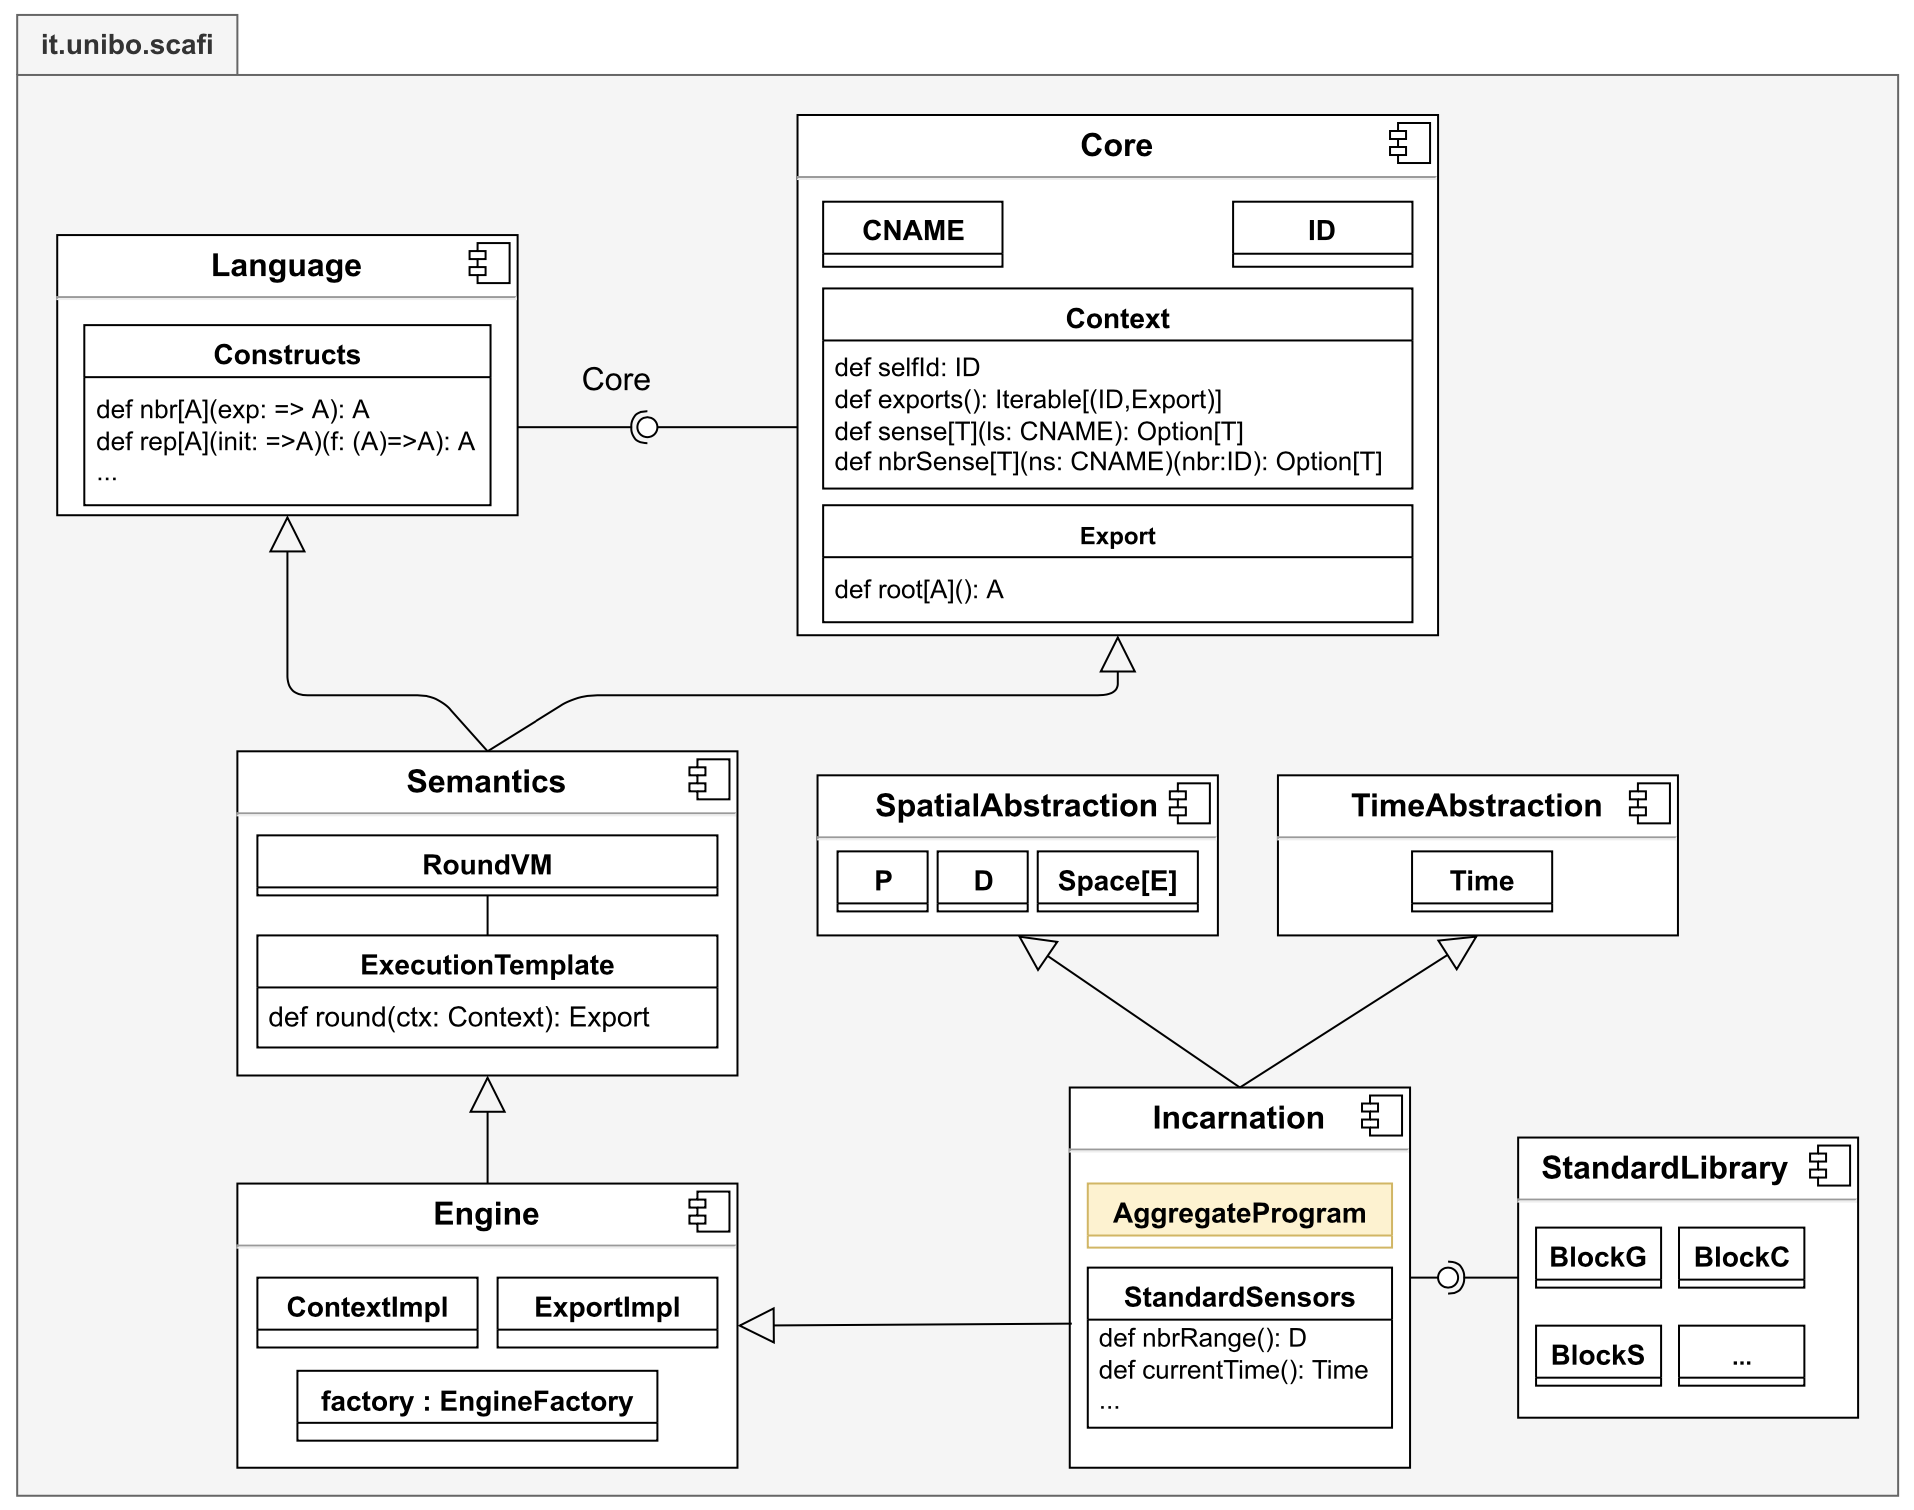 it.unibo.scafi
Core
CNAME
ID
Context
def selfId: ID
def exports(): Iterable[(ID,Export)]
def sense[T](ls: CNAME): Option[T]
def nbrSense[T](ns: CNAME)(nbr:ID): Option[T]
Export
def root[A](): A
Language
Constructs
def nbr[A](exp: => A): A
def rep[A](init: =>A)(f: (A)=>A): A
...
Core
Semantics
RoundVM
ExecutionTemplate
def round(ctx: Context): Export
SpatialAbstraction
P
D
Space[E]
TimeAbstraction
Time
Engine
ContextImpl
ExportImpl
factory : EngineFactory
Incarnation
AggregateProgram
StandardSensors
def nbrRange(): D
def currentTime(): Time
...
StandardLibrary
BlockG
BlockC
BlockS
...